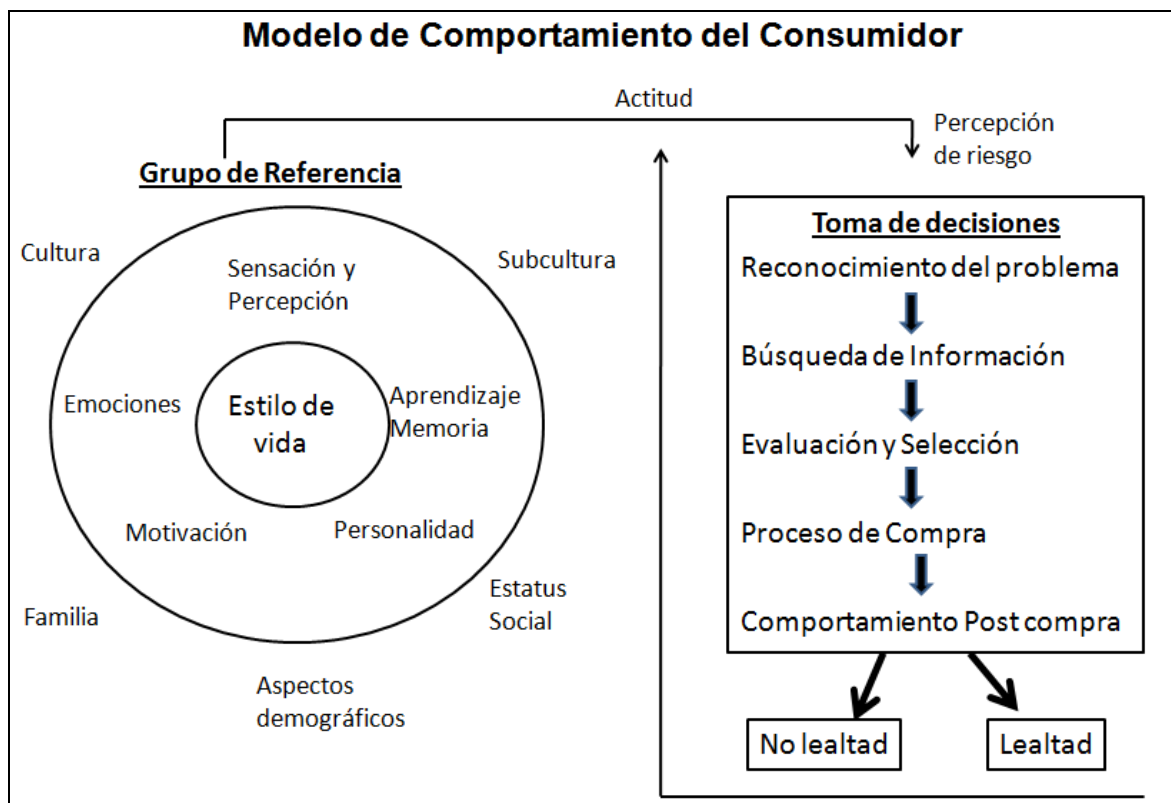 Modelo de Comportamiento del Consumidor
Actitud
Percepción
de riesgo
Grupo de Referencia
Cultura
Subcultura
Sensación y
Percepción
Emociones
Estilo de
vida
Aprendizaje
Memoria
Motivación
Personalidad
Familia
Estatus
Social
Aspectos
demográficos
Toma de decisiones
Reconocimiento del problema
Búsqueda de Información
Evaluación y Selección
Proceso de Compra
Comportamiento Post compra
No lealtad
Lealtad